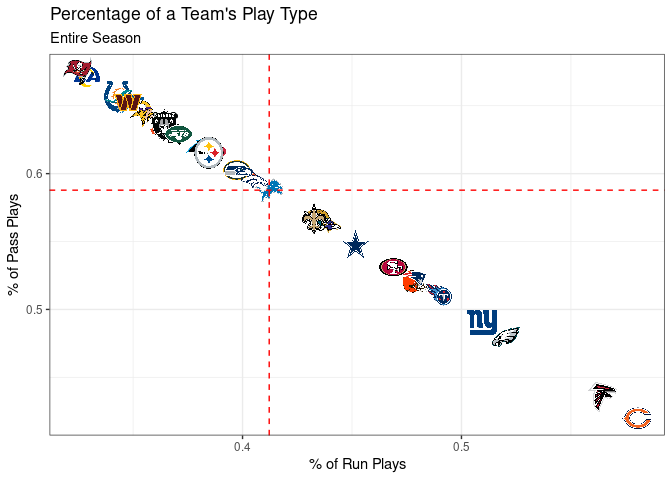 Percentage of a Team's Play Type
Entire Season
% of Pass Plays
0.6
0.5
W
ny
C
0.4
0.5
% of Run Plays